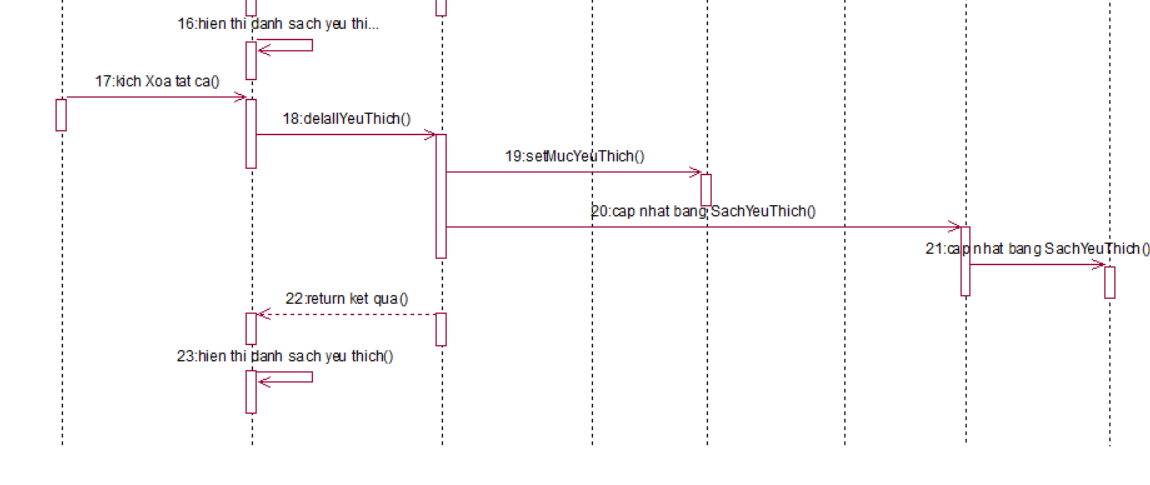 16:hien thi danh sach yeu thi...
17:kich Xoa tat ca()
18:delallYeuThich()
19:setMucYeuThich()
20:cap nhat bang SachYeuThich()
21:cap nhat bang SachYeuThich()
22:return ket qua()
23:hien thi danh sach yeu thich()